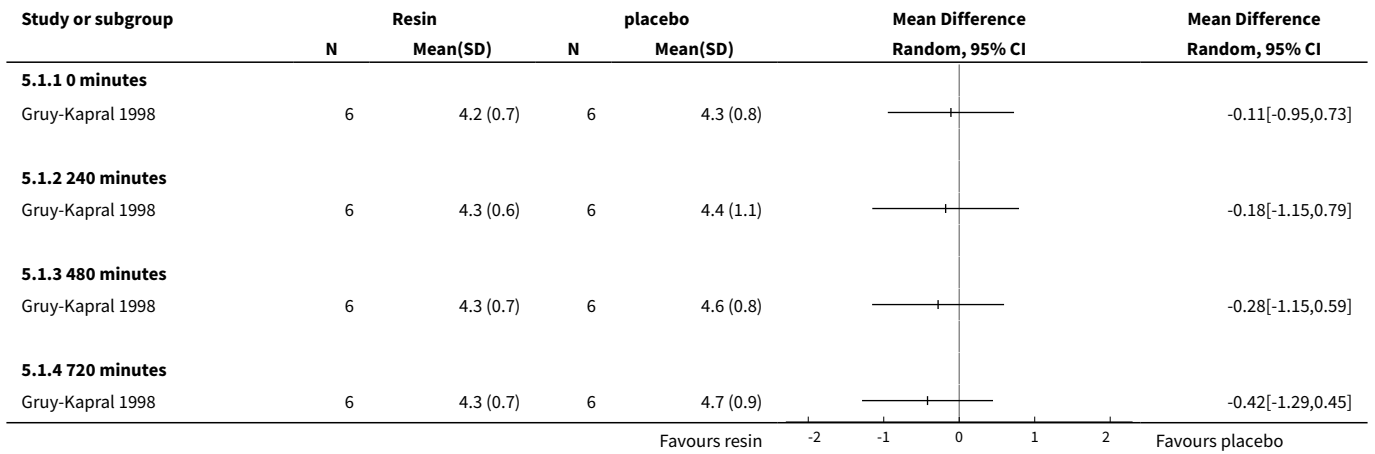 Study or subgroup Resin placebo Mean Difference Mean Difference
N Mean(SD) N Mean(SD) Random, 95% CI Random, 95% CI
5.1.1 0 minutes
Gruy-Kapral 1998 6 4.2 (0.7) 6 4.3 (0.8) -0.11[-0.95,0.73]
5.1.2 240 minutes
Gruy-Kapral 1998 6 4.3 (0.6) 6 4.4 (1.1) -0.18[-1.15,0.79]
5.1.3 480 minutes
Gruy-Kapral 1998 6 4.3 (0.7) 6 4.6 (0.8) -0.28[-1.15,0.59]
5.1.4 720 minutes
Gruy-Kapral 1998 6 4.3 (0.7) 6 4.7 (0.9) -0.42[-1.29,0.45]
Favours resin -2 -1 0 1 2 Favours placebo